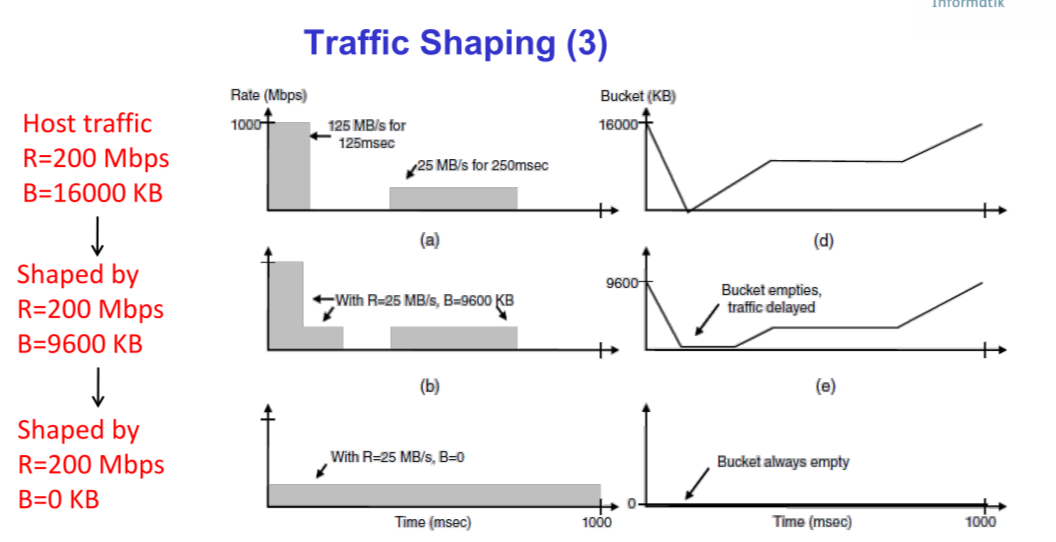 Informatik
Traffic Shaping (3)
Host traffic
R=200 Mbps
B=16000 KB
Shaped by
R=200 Mbps
B=9600 KB
Shaped by
R=200 Mbps
B=0 KB
Rate (Mbps)
1000
125 MB/s for
125msec
25 MB/s for 250msec
(a)
Bucket (KB)
16000
(d)
With R=25 MB/s, B=9600 KB
(b)
9600
Bucket empties,
traffic delayed
(e)
With R=25 MB/s, B=0
Time (msec)
1000
Bucket always empty
0
Time (msec)
1000